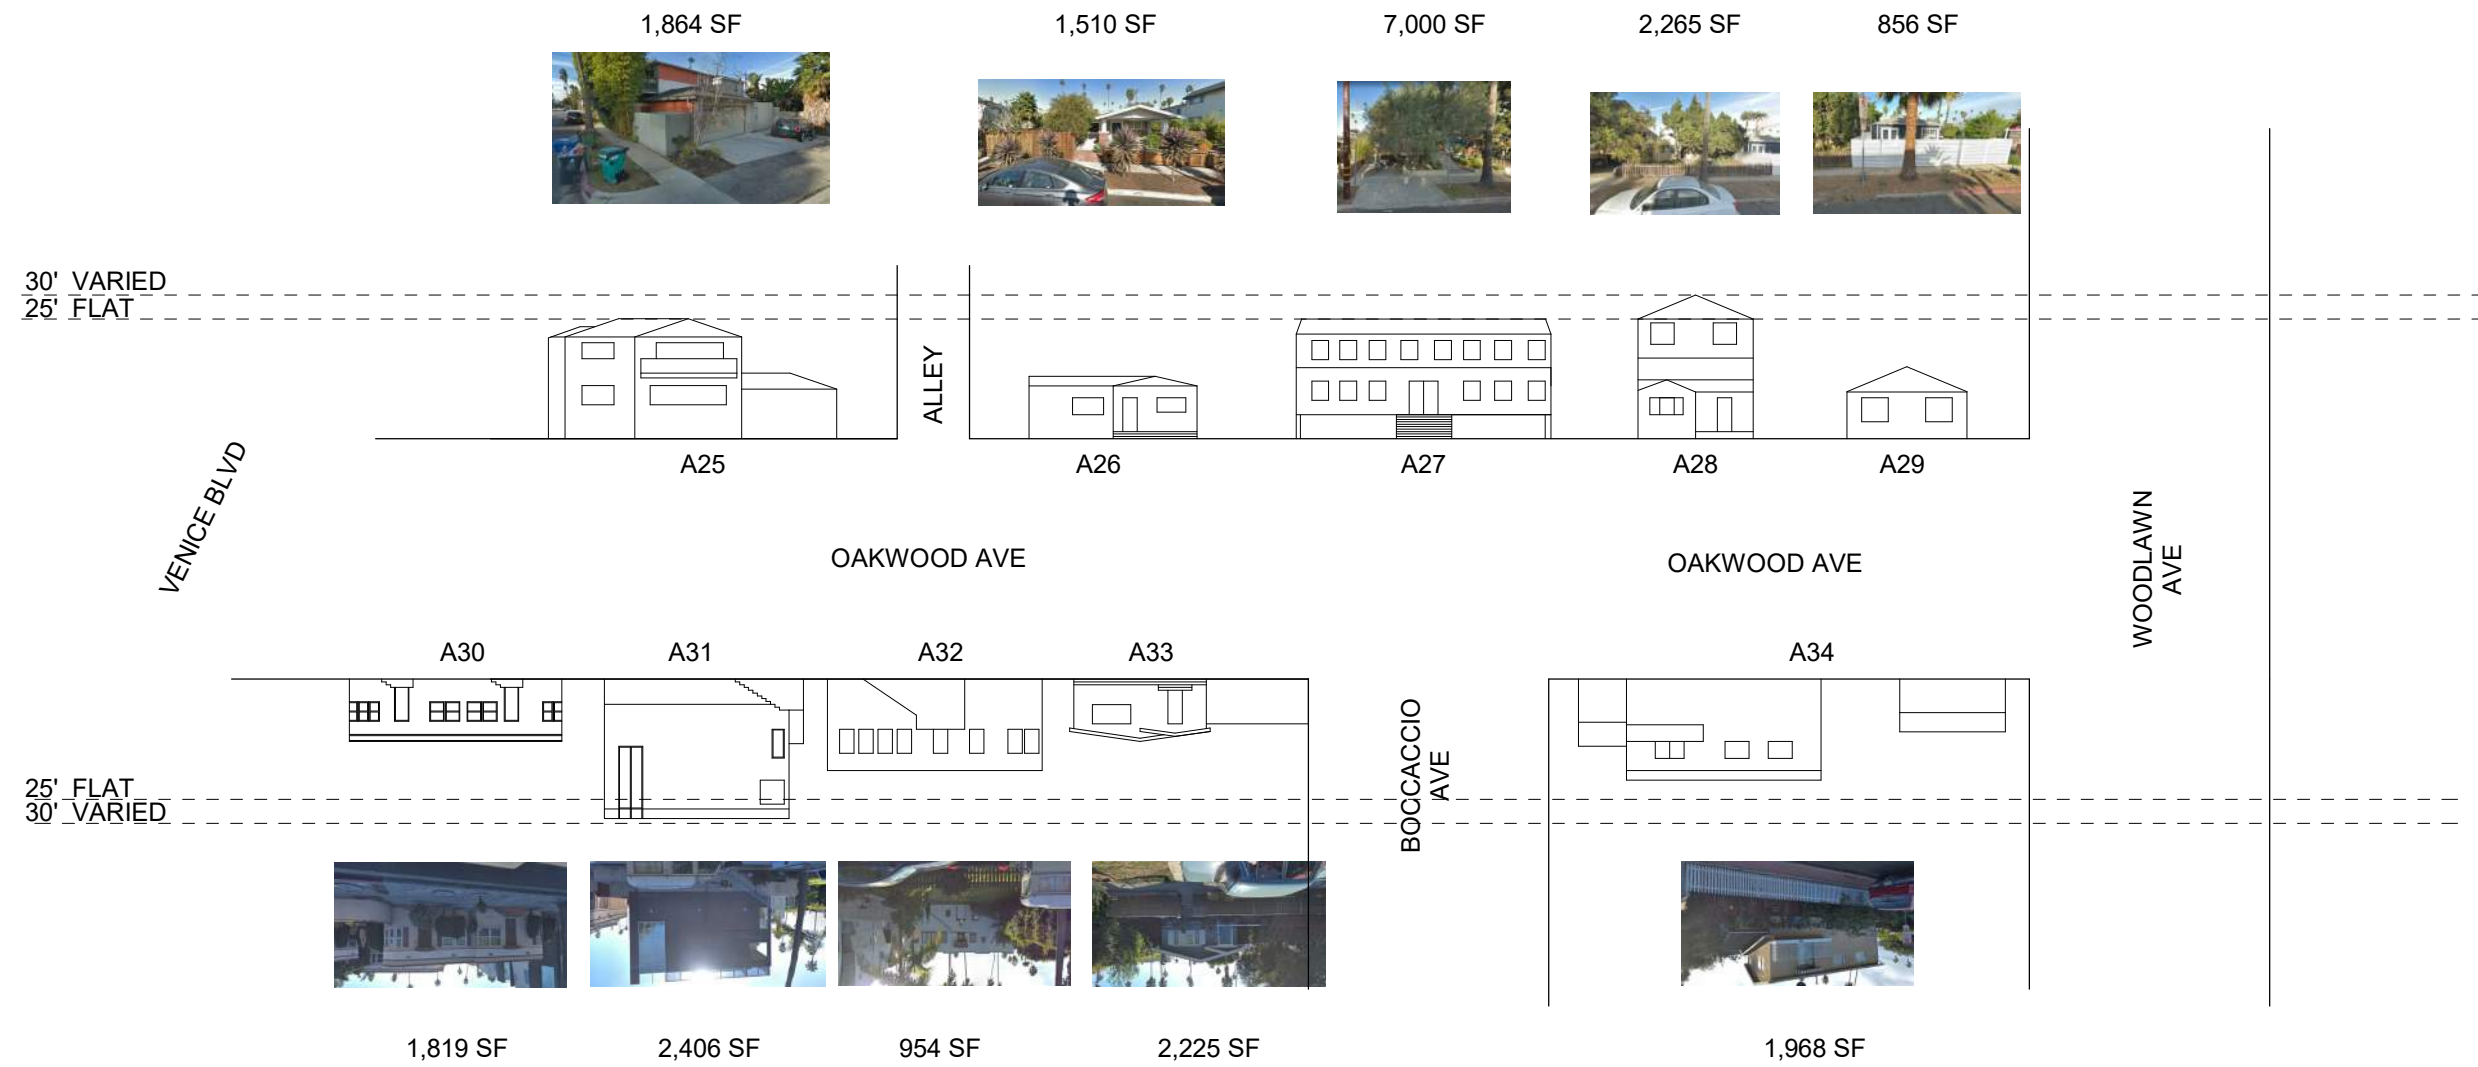 1,864 SF
1,510 SF
7,000 SF
2,265 SF
856 SF
30' VARIED
25' FLAT
ALLEY
A25
A26
A27
A28
A29
VENICE BLVD
OAKWOOD AVE
OAKWOOD AVE
WOODLAWN
AVE
A30
A31
A32
A33
A34
BOCCACCIO
AVE
25' FLAT
30' VARIED
1,819 SF
2,406 SF
954 SF
2,225 SF
1,968 SF